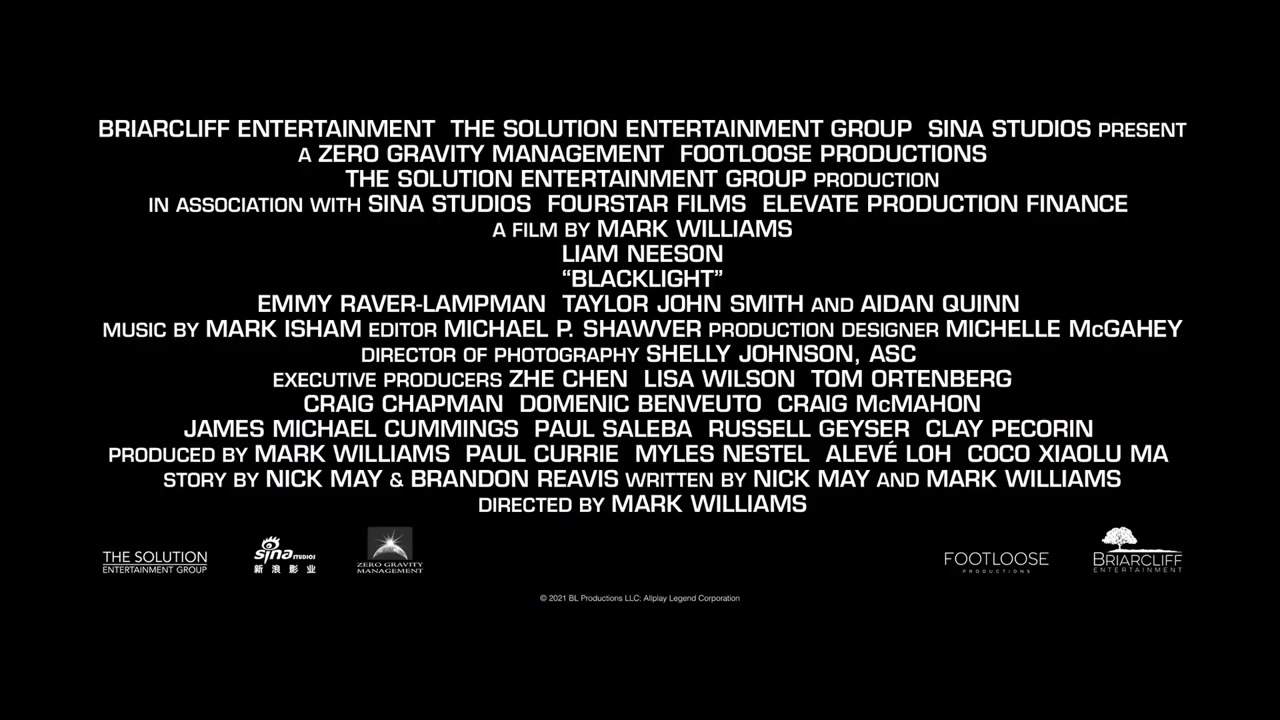 BRIARCLIFF ENTERTAINMENT THE SOLUTION ENTERTAINMENT GROUP SINA STUDIOS PRESENT
A ZERO GRAVITY MANAGEMENT FOOTLOOSE PRODUCTIONS
THE SOLUTION ENTERTAINMENT GROUP PRODUCTION
IN ASSOCIATION WITH SINA STUDIOS FOURSTAR FILMS ELEVATE PRODUCTION FINANCE
A FILM BY MARK WILLIAMS
LIAM NEESON
“BLACKLIGHT”
EMMY RAVER-LAMPMAN TAYLOR JOHN SMITH AND AIDAN QUINN
MUSIC BY MARK ISHAM EDITOR MICHAEL P. SHAWVER PRODUCTION DESIGNER MICHELLE McGAHEY
DIRECTOR OF PHOTOGRAPHY SHELLY JOHNSON, ASC
EXECUTIVE PRODUCERS ZHE CHEN LISA WILSON TOM ORTENBERG
CRAIG CHAPMAN DOMENIC BENVEUTO CRAIG McMAHON
JAMES MICHAEL CUMMINGS PAUL SALEBA RUSSELL GEYSER CLAY PECORIN
PRODUCED BY MARK WILLIAMS PAUL CURRIE MYLES NESTEL ALEVÉ LOH COCO XIAOLU MA
STORY BY NICK MAY & BRANDON REAVIS WRITTEN BY NICK MAY AND MARK WILLIAMS
DIRECTED BY MARK WILLIAMS
THE SOLUTION
ENTERTAINMENT GROUP
sina STUDIOS
新浪影业
ZERO GRAVITY
MANAGEMENT
FOOTLOOSE
PRODUCTIONS
BRIARCLIFF
ENTERTAINMENT
© 2021 BL Productions LLC; Allplay Legend Corporation